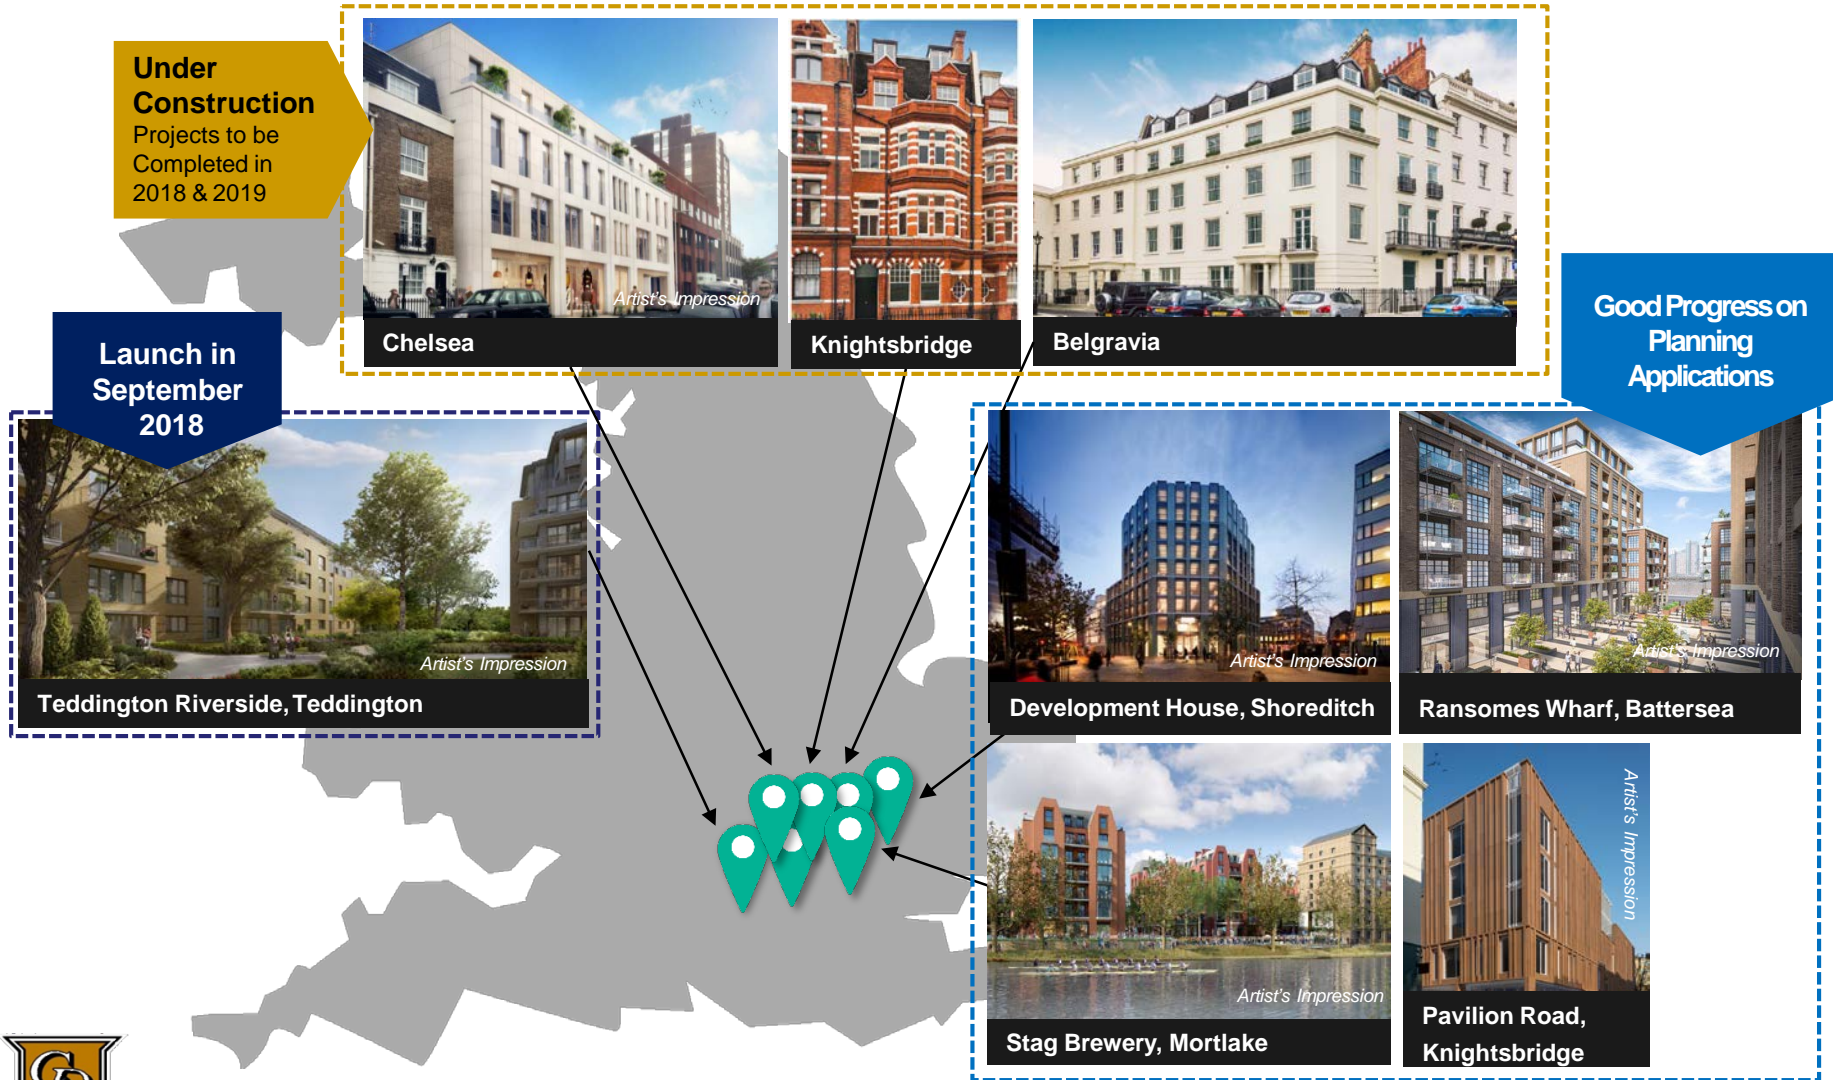 Under
Construction
Projects to be
Completed in
2018 & 2019
Artist's Impression
Chelsea
Knightsbridge
Belgravia
Launch in
September
2018
Artist's Impression
Teddington Riverside, Teddington
Good Progress on
Planning
Applications
Artist's Impression
Development House, Shoreditch
Artist's Impression
Ransomes Wharf, Battersea
Artist's Impression
Stag Brewery, Mortlake
Artist's Impression
Pavilion Road,
Knightsbridge